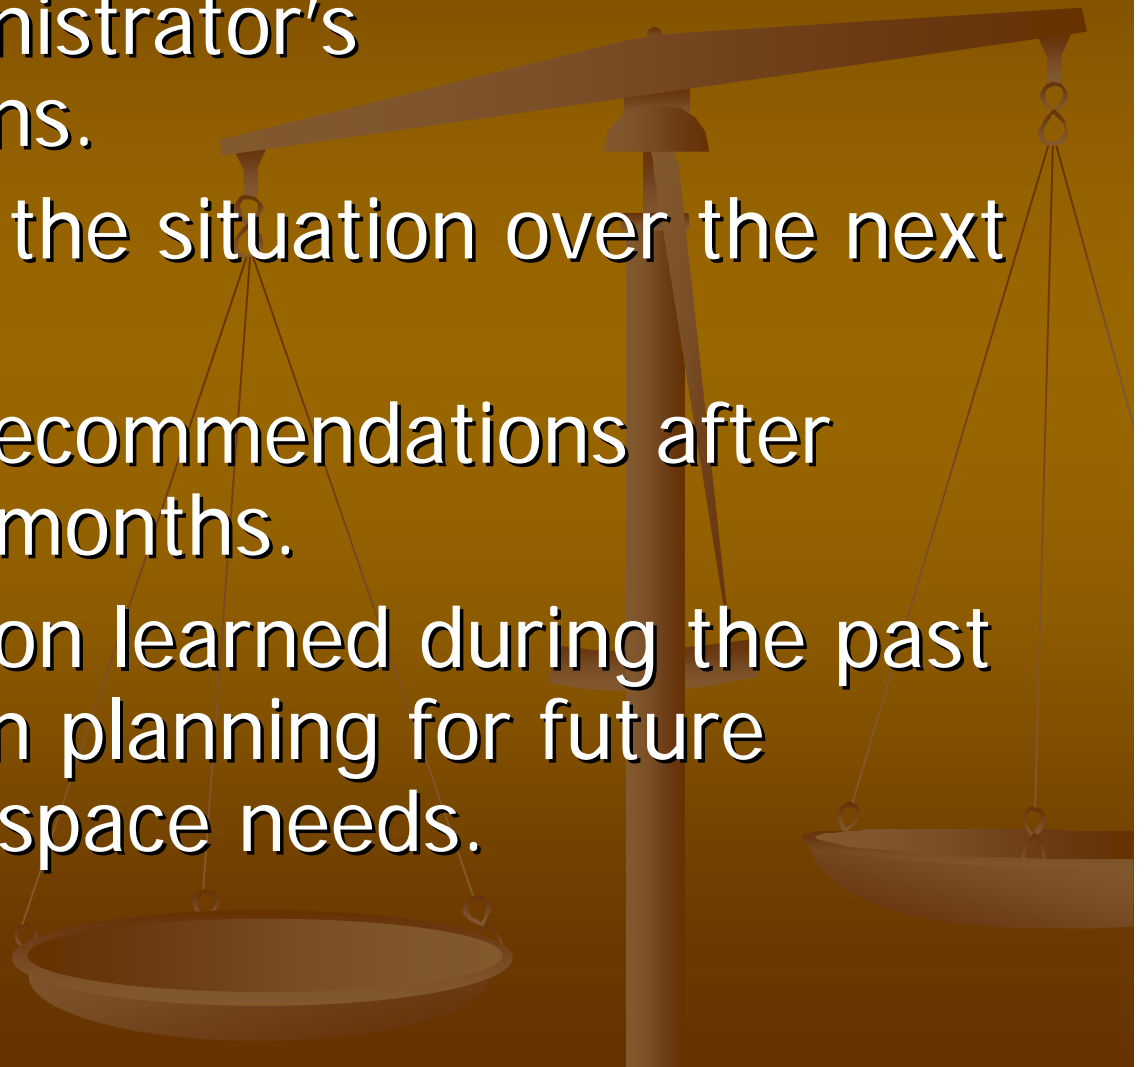 nistrator's
ns.
the situation over the next
ecommendations after
months.
on learned during the past
n planning for future
space needs.